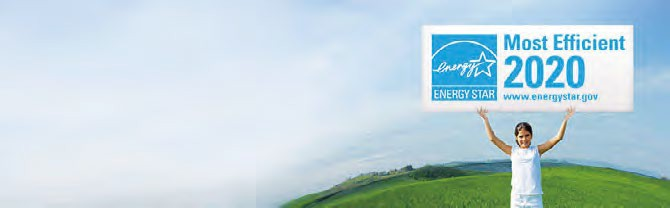 energy
ENERGY STAR
Most Efficient
2020
www.energystar.gov